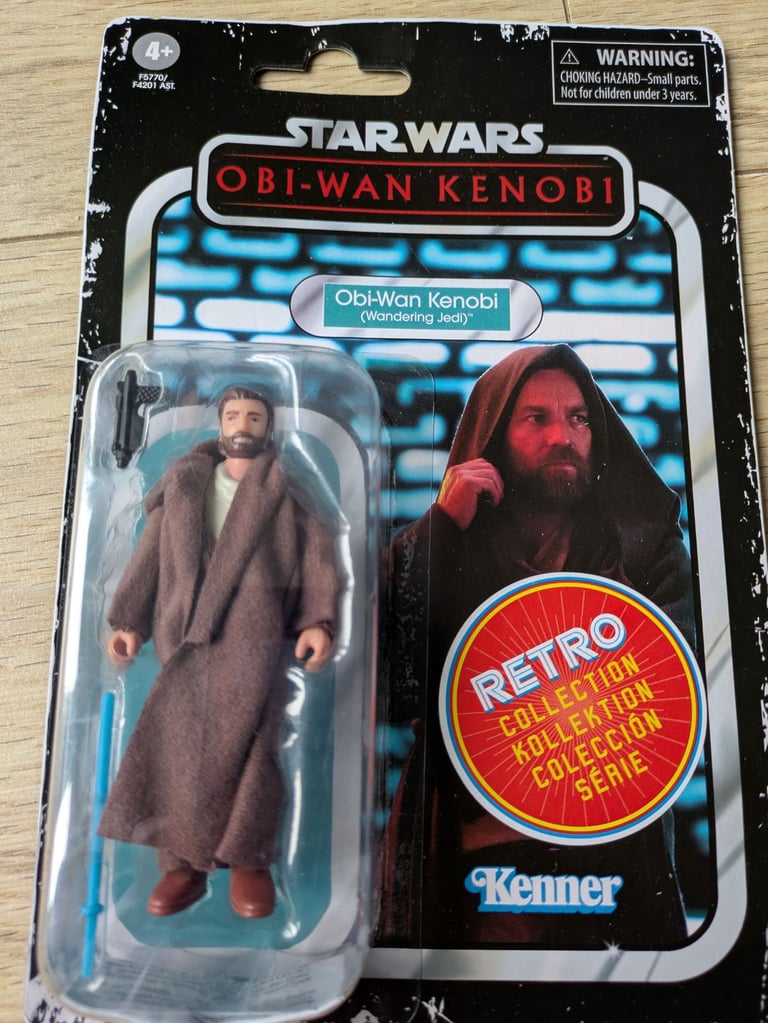 4+
F5770/
F4201 AST.
⚠ WARNING:
CHOKING HAZARD–Small parts.
Not for children under 3 years.
STAR WARS
OBI-WAN KENOBI
™
Obi-Wan Kenobi
(Wandering Jedi)™
RETRO
COLLECTION
KOLLEKTION
COLECCIÓN
SÉRIE
Kenner